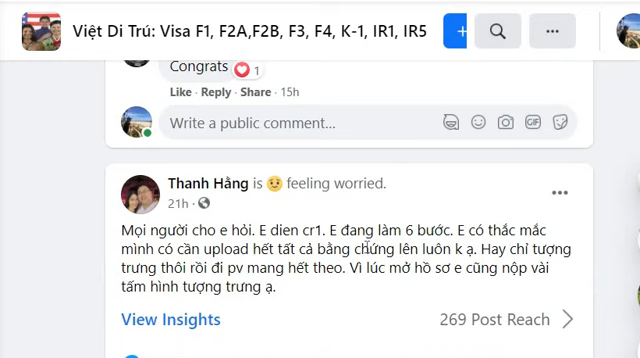 Việt Di Trú: Visa F1, F2A,F2B, F3, F4, K-1, IR1, IR5
Congrats
1
Like · Reply · Share · 15h
Write a public comment...
GIF
Thanh Hằng is 😟 feeling worried.
21h ·
Mọi người cho e hỏi. E dien cr1. E đang làm 6 bước. E có thắc mắc
mình có cần upload hết tất cả bằng chứng lên luôn k ạ. Hay chỉ tượng
trưng thôi rồi đi pv mang hết theo. Vì lúc mở hồ sơ e cũng nộp vài
tấm hình tượng trưng ạ.
View Insights
269 Post Reach